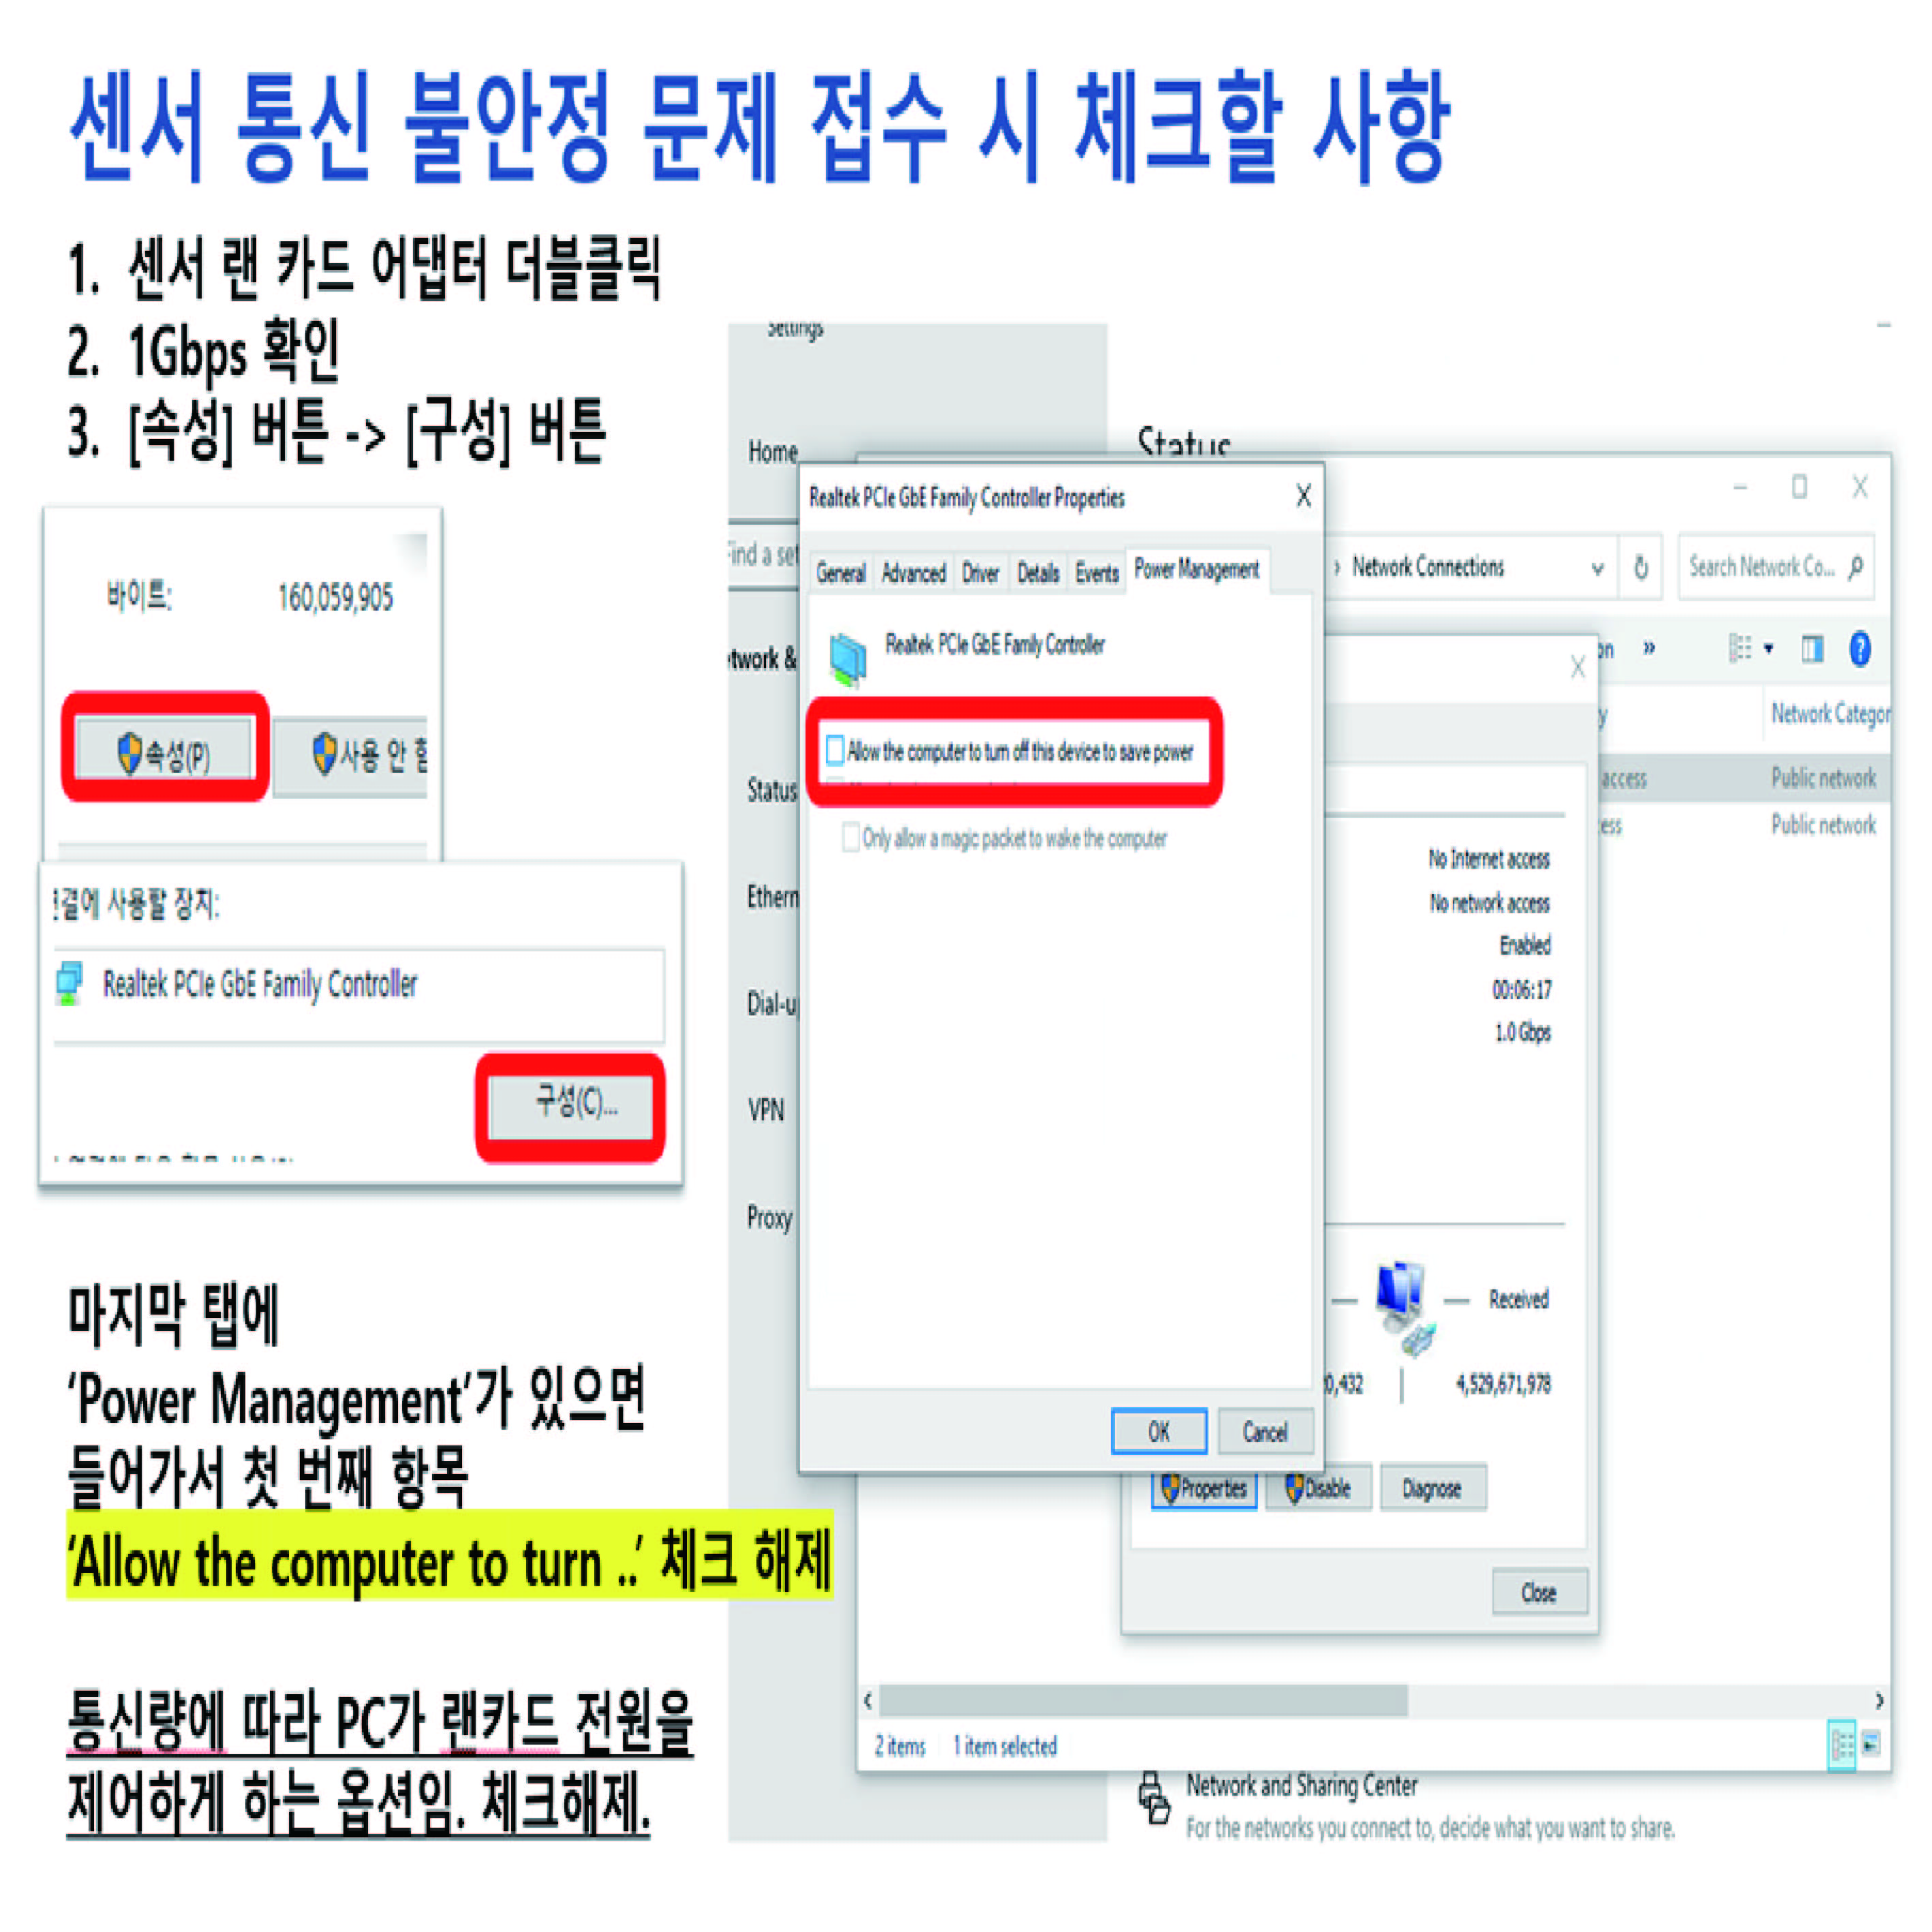 센서 통신 불안정 문제 접수 시 체크할 사항
1. 센서 랜 카드 어댑터 더블클릭
2. 1Gbps 확인
3. [속성] 버튼 -> [구성] 버튼
바이트: 160,059,905
속성(P) 사용 안 함
결에 사용할 장치:
Realtek PCIe GbE Family Controller
구성(C)...
마지막 탭에
‘Power Management‘가 있으면
들어가서 첫 번째 항목
‘Allow the computer to turn ..’ 체크 해제
통신량에 따라 PC가 랜카드 전원을
제어하게 하는 옵션임. 체크해제.
Settings
Home
Find a set
twork &
Status
Ethern
Dial-u
VPN
Proxy
Status
Realtek PCIe GbE Family Controller Properties
General Advanced Driver Details Events Power Management
Realtek PCIe GbE Family Controller
Allow the computer to turn off this device to save power
Only allow a magic packet to wake the computer
OK Cancel
Network Connections Search Network Co...
on »
y Network Categor
access Public network
ess Public network
No Internet access
No network access
Enabled
00:06:17
1.0 Gbps
Received
0,432 4,529,671,978
Properties Disable Diagnose
Close
2 items 1 item selected
Network and Sharing Center
For the networks you connect to, decide what you want to share.